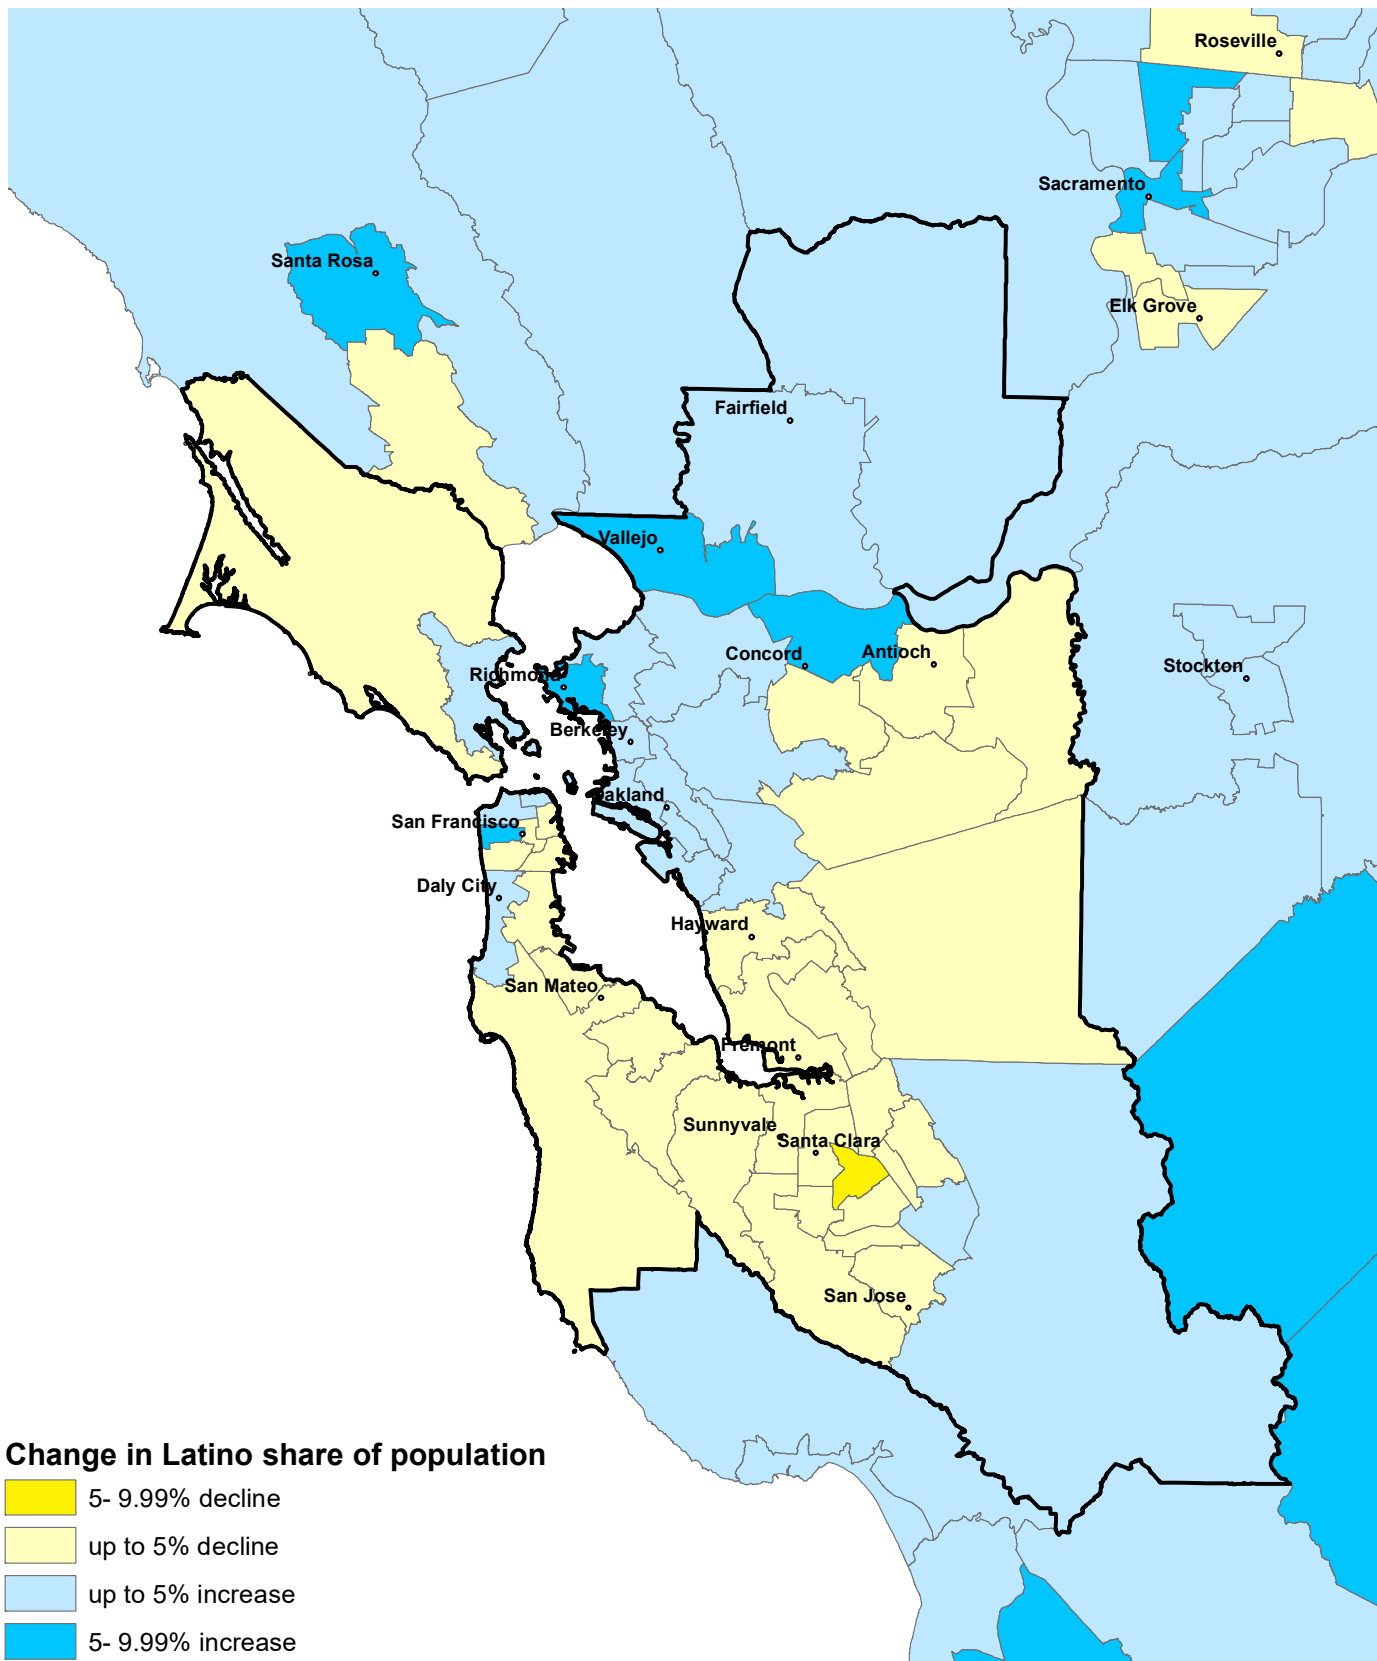 Roseville
Sacramento
Santa Rosa
Elk Grove
Fairfield
Vallejo
Concord
Antioch
Stockton
Richmond
Berkeley
Oakland
San Francisco
Daly City
Hayward
San Mateo
Fremont
Sunnyvale
Santa Clara
San Jose
Change in Latino share of population
5- 9.99% decline
up to 5% decline
up to 5% increase
5- 9.99% increase